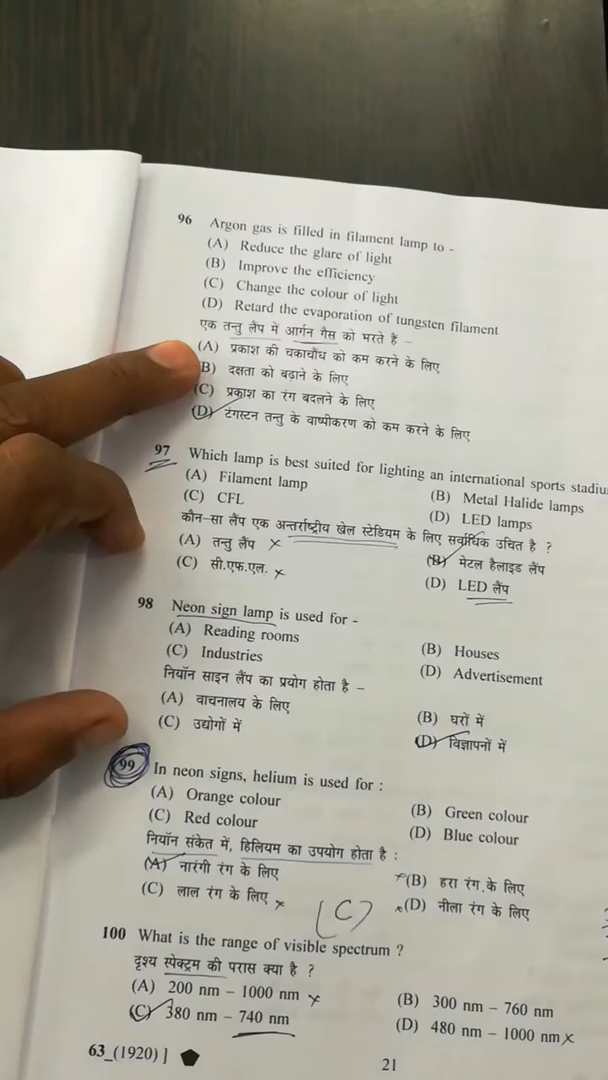 96 Argon gas is filled in filament lamp to -
(A) Reduce the glare of light
(B) Improve the efficiency
(C) Change the colour of light
(D) Retard the evaporation of tungsten filament
एक तन्तु लैंप में आर्गन गैस को भरते हैं –
(A) प्रकाश की चकाचौंध को कम करने के लिए
B) दक्षता को बढ़ाने के लिए
(C) प्रकाश का रंग बदलने के लिए
(D) टंगस्टन तन्तु के वाष्पीकरण को कम करने के लिए
97 Which lamp is best suited for lighting an international sports stadiu
(A) Filament lamp (B) Metal Halide lamps
(C) CFL (D) LED lamps
कौन-सा लैंप एक अन्तर्राष्ट्रीय खेल स्टेडियम के लिए सर्वाधिक उचित है ?
(A) तन्तु लैंप × (B) मेटल हैलाइड लैंप
(C) सी.एफ.एल. × (D) LED लैंप
98 Neon sign lamp is used for -
(A) Reading rooms (B) Houses
(C) Industries (D) Advertisement
नियॉन साइन लैंप का प्रयोग होता है –
(A) वाचनालय के लिए (B) घरों में
(C) उद्योगों में (D) विज्ञापनों में
99 In neon signs, helium is used for :
(A) Orange colour (B) Green colour
(C) Red colour (D) Blue colour
नियॉन संकेत में, हिलियम का उपयोग होता है :
(A) नारंगी रंग के लिए (B) हरा रंग के लिए
(C) लाल रंग के लिए × (D) नीला रंग के लिए
(C)
100 What is the range of visible spectrum ?
दृश्य स्पेक्ट्रम की परास क्या है ?
(A) 200 nm – 1000 nm × (B) 300 nm – 760 nm
(C) 380 nm – 740 nm (D) 480 nm – 1000 nm ×
63_(1920) ] 21